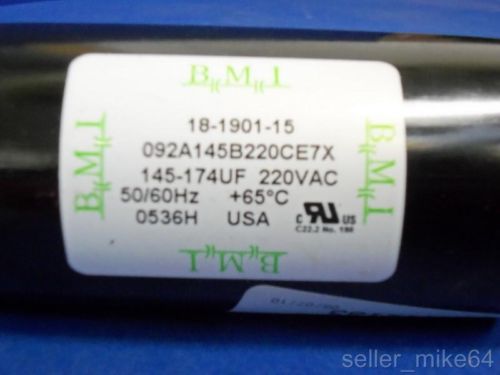 BMI
18-1901-15
092A145B220CE7X
145-174UF 220VAC
50/60Hz +65°C
0536H USA
C US
C22.2 No. 190
BMI
BMI
BMI
seller_mike64